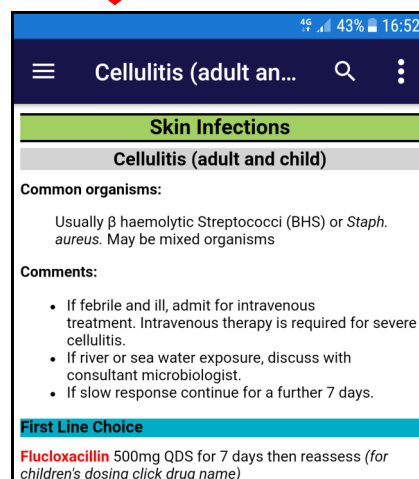 4G 43% 16:52
Cellulitis (adult an...
Skin Infections
Cellulitis (adult and child)
Common organisms:
Usually β haemolytic Streptococci (BHS) or Staph.
aureus. May be mixed organisms
Comments:
• If febrile and ill, admit for intravenous
treatment. Intravenous therapy is required for severe
cellulitis.
• If river or sea water exposure, discuss with
consultant microbiologist.
• If slow response continue for a further 7 days.
First Line Choice
Flucloxacillin 500mg QDS for 7 days then reassess (for
children's dosing click drug name)